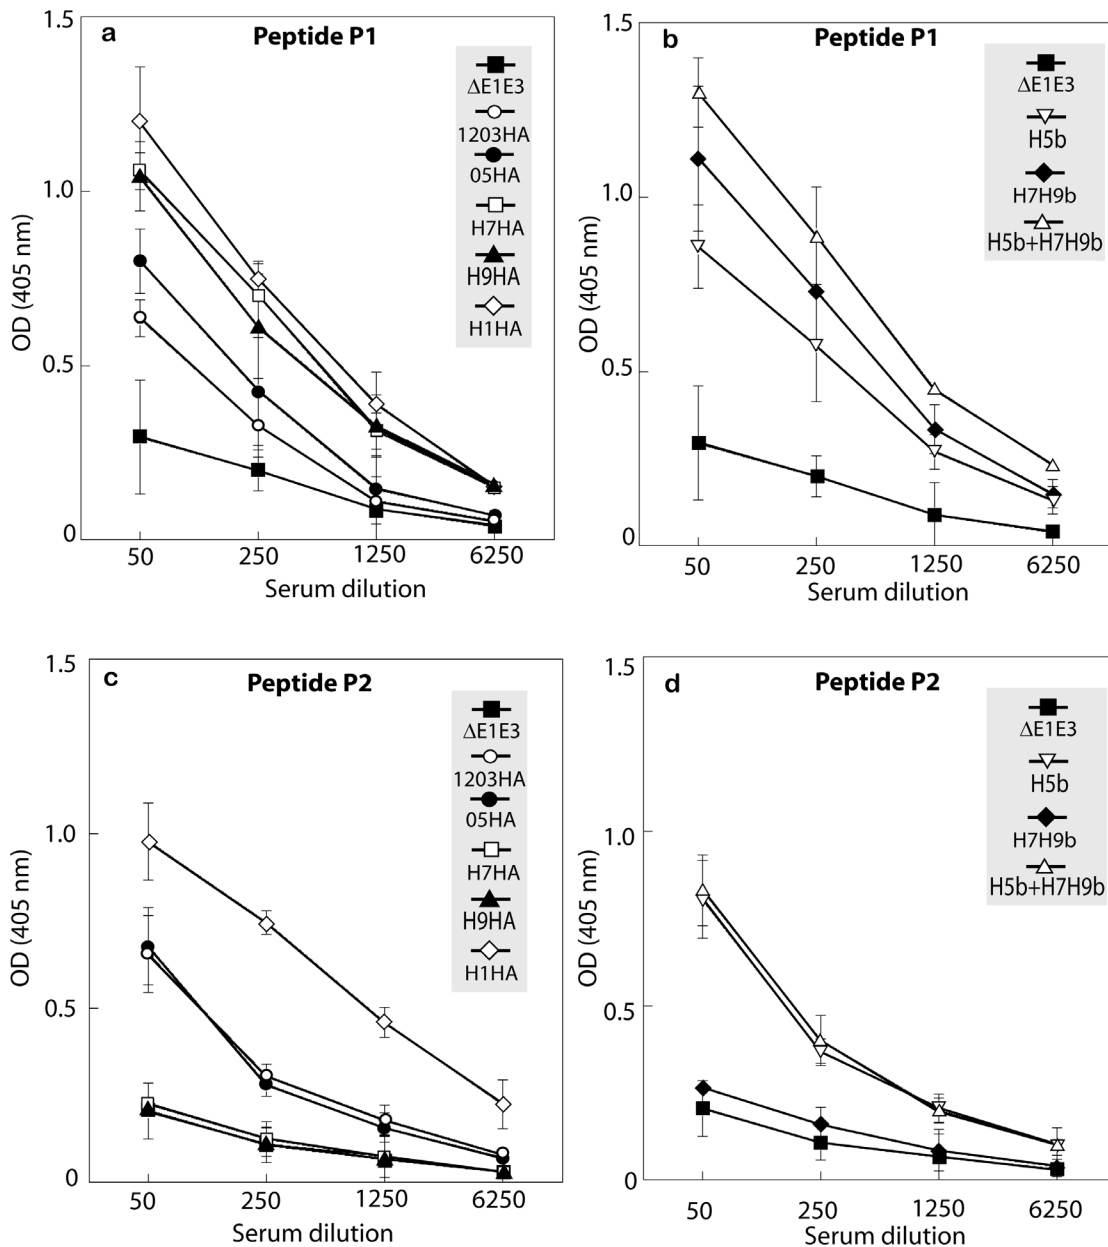 a
Peptide P1
1.5
1.0
0.5
0
OD (405 nm)
ΔE1E3
1203HA
05HA
H7HA
H9HA
H1HA
50 250 1250 6250
Serum dilution
b
Peptide P1
1.5
1.0
0.5
0
OD (405 nm)
ΔE1E3
H5b
H7H9b
H5b+H7H9b
50 250 1250 6250
Serum dilution
c
Peptide P2
1.5
1.0
0.5
0
OD (405 nm)
ΔE1E3
1203HA
05HA
H7HA
H9HA
H1HA
50 250 1250 6250
Serum dilution
d
Peptide P2
1.5
1.0
0.5
0
OD (405 nm)
ΔE1E3
H5b
H7H9b
H5b+H7H9b
50 250 1250 6250
Serum dilution